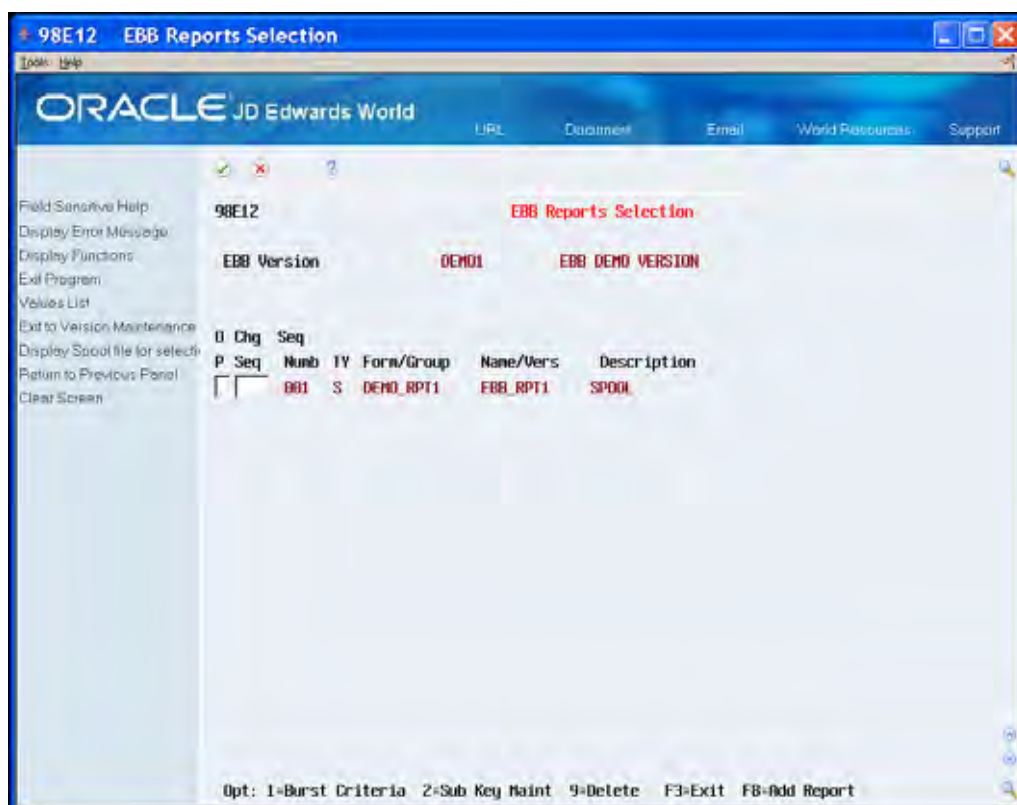 98E12 EBB Reports Selection
Tools Help
ORACLE JD Edwards World
URL Document Email World Resources Support
Field Sensitive Help
Display Error Message
Display Functions
Exit Program
Values List
Exit to Version Maintenance
Display Spool file for selecti
Return to Previous Panel
Clear Screen
98E12 EBB Reports Selection
EBB Version DEMO1 EBB DEMO VERSION
O Chg Seq
P Seq Numb TY Form/Group Name/Vers Description
001 S DEMO_RPT1 EBB_RPT1 SPOOL
Opt: 1=Burst Criteria 2=Sub Key Maint 9=Delete F3=Exit F8=Add Report